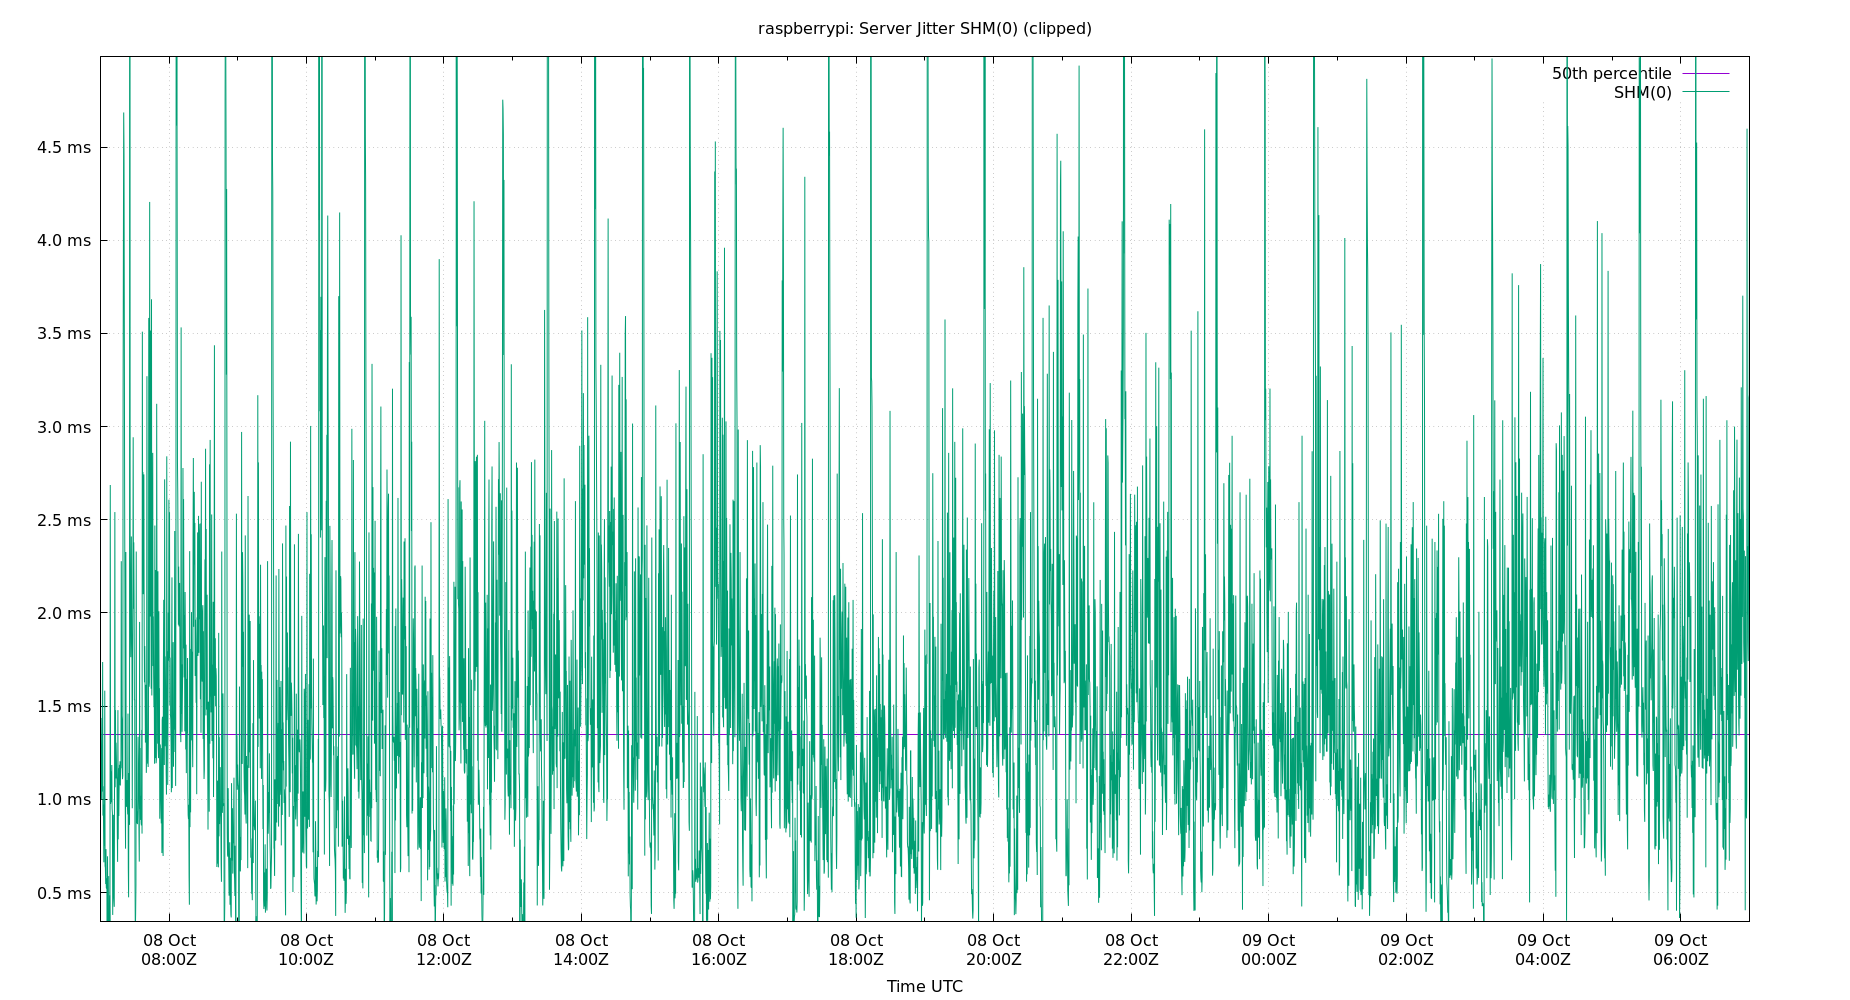 raspberrypi: Server Jitter SHM(0) (clipped)
50th percentile
SHM(0)
4.5 ms
4.0 ms
3.5 ms
3.0 ms
2.5 ms
2.0 ms
1.5 ms
1.0 ms
0.5 ms
08 Oct 08 Oct 08 Oct 08 Oct 08 Oct 08 Oct 08 Oct 08 Oct 09 Oct 09 Oct 09 Oct 09 Oct
08:00Z 10:00Z 12:00Z 14:00Z 16:00Z 18:00Z 20:00Z 22:00Z 00:00Z 02:00Z 04:00Z 06:00Z
Time UTC